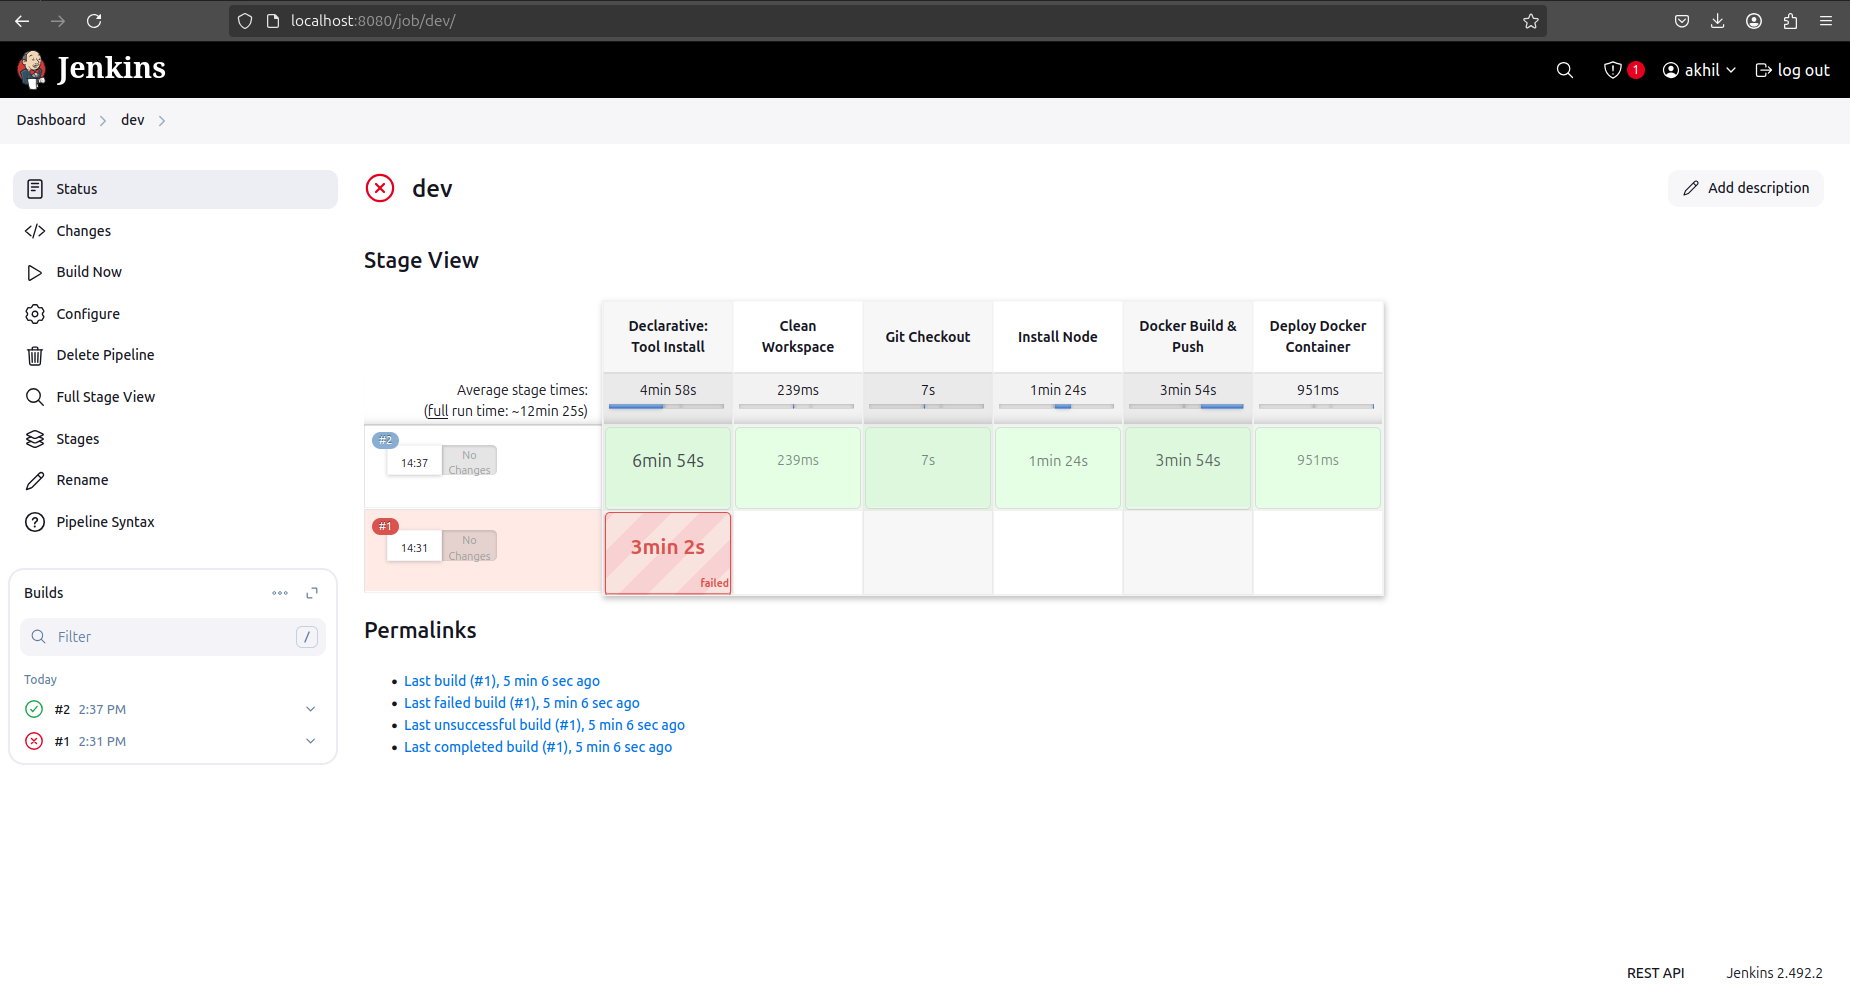 localhost:8080/job/dev/
Jenkins
1
akhil
log out
Dashboard
dev
Status
Changes
Build Now
Configure
Delete Pipeline
Full Stage View
Stages
Rename
Pipeline Syntax
Builds
Filter
/
Today
#2 2:37 PM
#1 2:31 PM
dev
Add description
Stage View
Declarative:
Tool Install
Clean
Workspace
Git Checkout
Install Node
Docker Build &
Push
Deploy Docker
Container
Average stage times:
(full run time: ~12min 25s)
4min 58s
239ms
7s
1min 24s
3min 54s
951ms
#2
14:37
No
Changes
6min 54s
239ms
7s
1min 24s
3min 54s
951ms
#1
14:31
No
Changes
3min 2s
failed
Permalinks
Last build (#1), 5 min 6 sec ago
Last failed build (#1), 5 min 6 sec ago
Last unsuccessful build (#1), 5 min 6 sec ago
Last completed build (#1), 5 min 6 sec ago
REST API
Jenkins 2.492.2